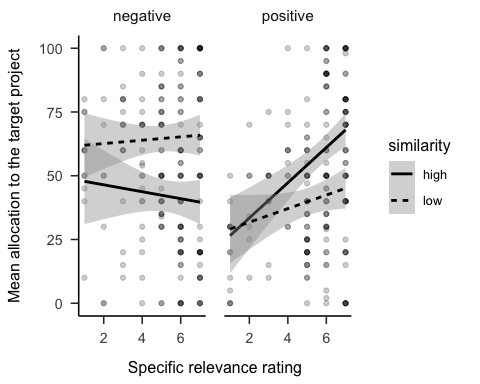 negative
positive
Mean allocation to the target project
100
75
50
25
0
2
4
6
2
4
6
Specific relevance rating
similarity
high
low